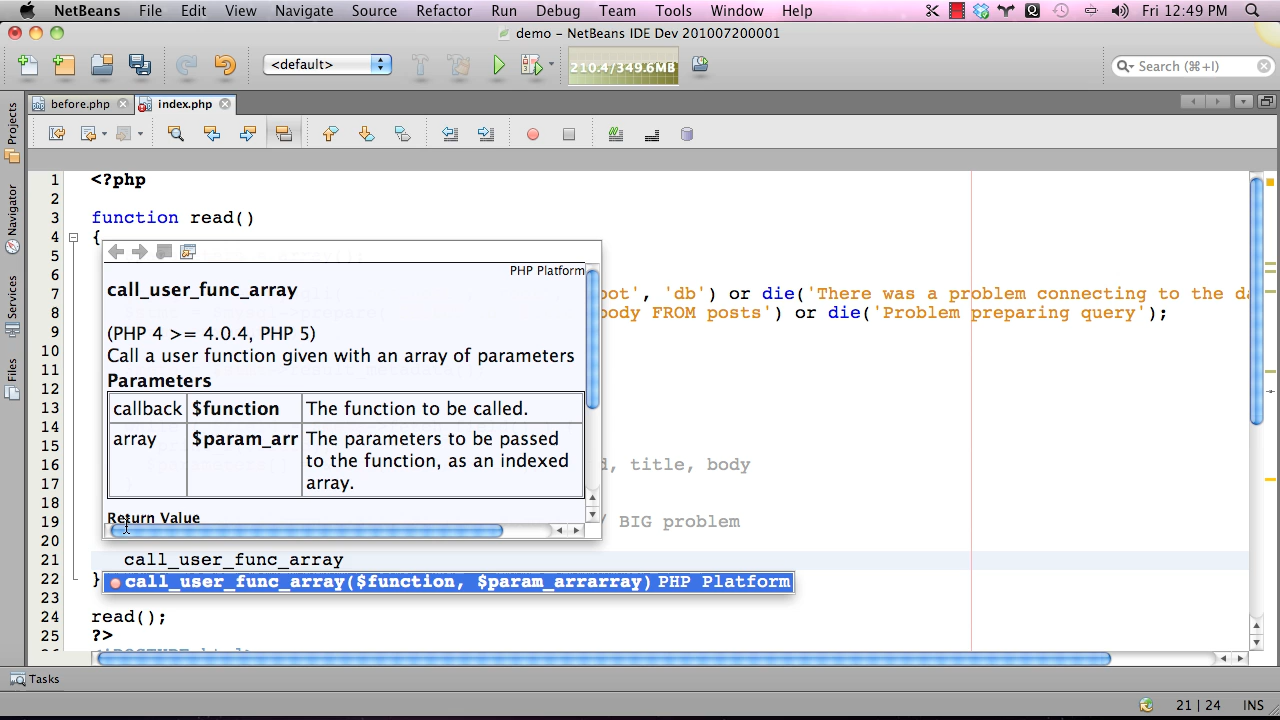 NetBeans File Edit View Navigate Source Refactor Run Debug Team Tools Window Help Fri 12:49 PM
demo - NetBeans IDE Dev 201007200001
<default> 210.4/349.6MB Search (⌘+I)
before.php index.php
Projects
Navigator
Services
Files
1 <?php
2
3 function read()
4 {
5
6
7 oot', 'db') or die('There was a problem connecting to the da
8 body FROM posts') or die('Problem preparing query');
9
10
11
12
13
14
15
16 d, title, body
17
18
19 / BIG problem
20
PHP Platform
call_user_func_array
(PHP 4 >= 4.0.4, PHP 5)
Call a user function given with an array of parameters
Parameters
callback $function The function to be called.
array $param_arr The parameters to be passed
to the function, as an indexed
array.
Return Value
21 call_user_func_array
22 }
call_user_func_array($function, $param_arrarray) PHP Platform
23
24 read();
25 ?>
Tasks
21 | 24 INS